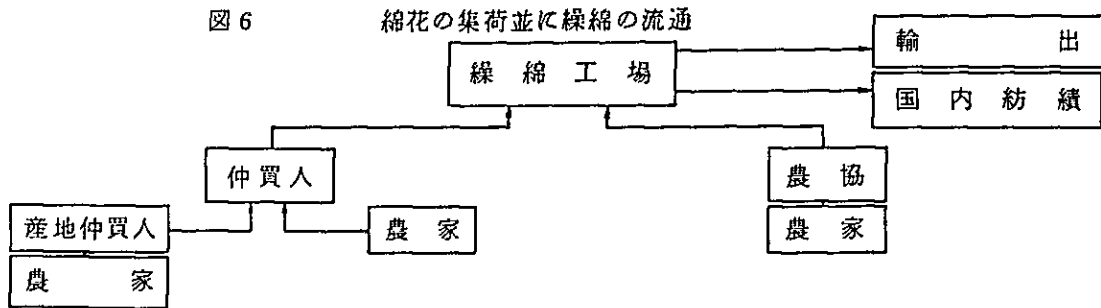 図6 綿花の集荷並に繰綿の流通
輸出
繰綿工場
国内紡績
仲買人
農協
産地仲買人
農家
農家
農家